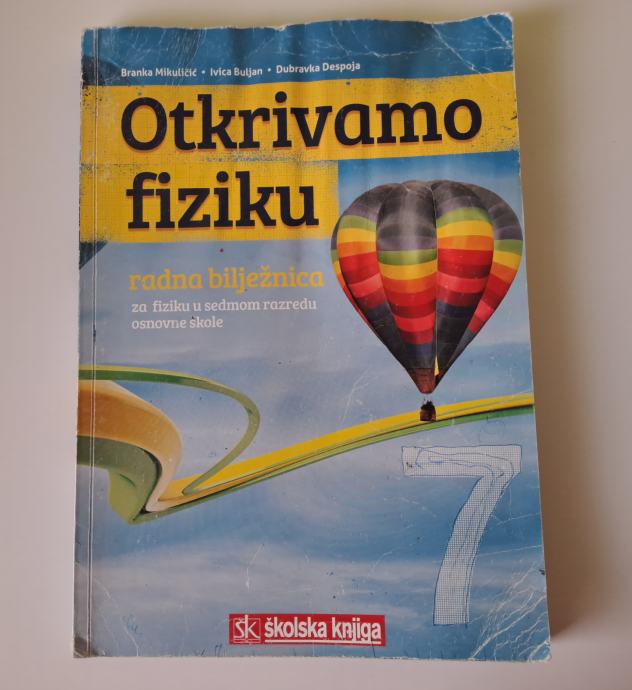 Branka Mikuličić • Ivica Buljan • Dubravka Despoja
Otkrivamo
fiziku
radna bilježnica
za fiziku u sedmom razredu
osnovne škole
7
šk školska knjiga